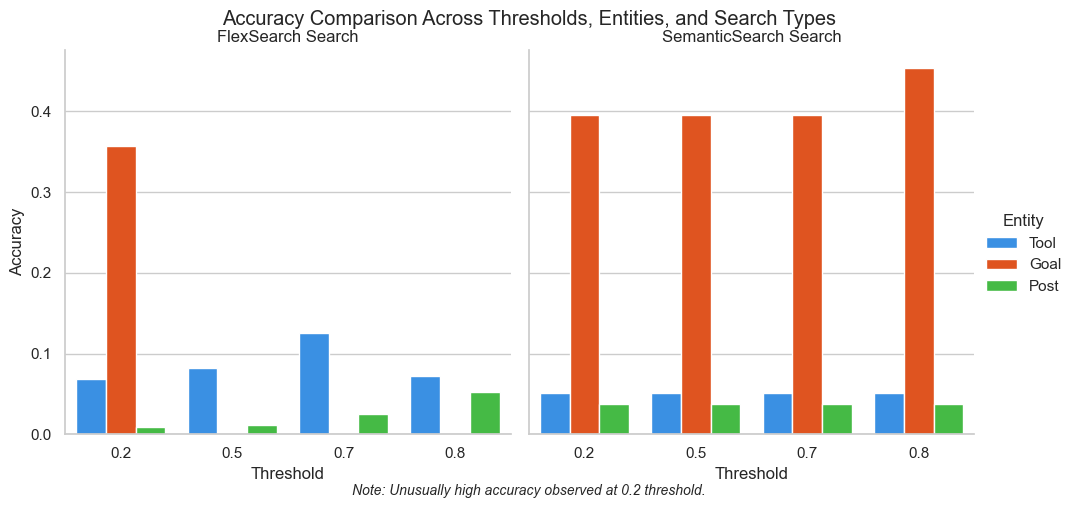 Accuracy Comparison Across Thresholds, Entities, and Search Types
FlexSearch Search
SemanticSearch Search
Accuracy
0.4
0.3
0.2
0.1
0.0
0.2 0.5 0.7 0.8
0.2 0.5 0.7 0.8
Threshold
Threshold
Entity
Tool
Goal
Post
Note: Unusually high accuracy observed at 0.2 threshold.